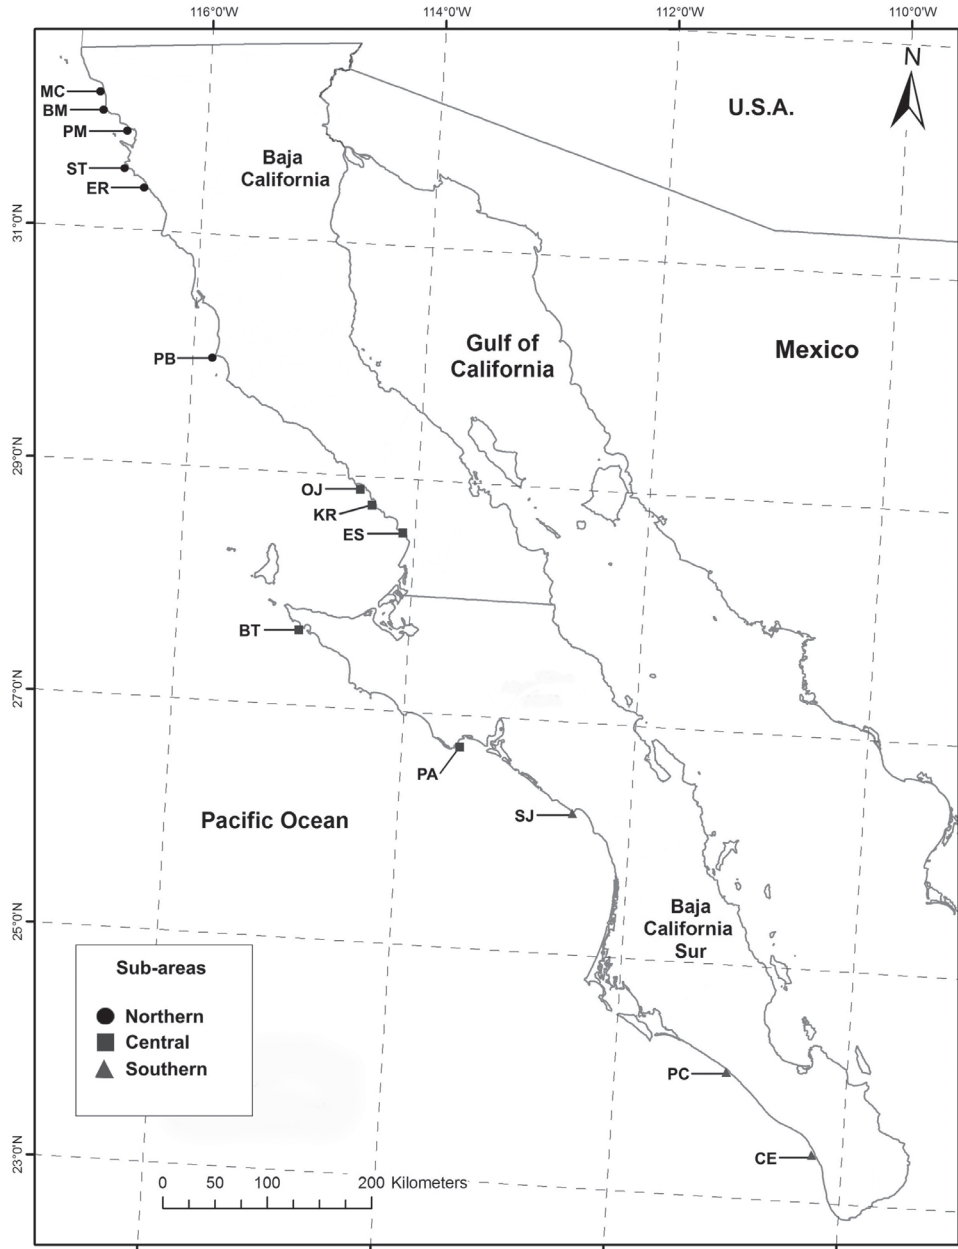 116°0'W
114°0'W
112°0'W
110°0'W
N
U.S.A.
MC
BM
PM
ST
ER
Baja
California
31°0'N
Gulf of
California
Mexico
PB
29°0'N
OJ
KR
ES
BT
27°0'N
PA
SJ
Pacific Ocean
25°0'N
Baja
California
Sur
Sub-areas
Northern
Central
Southern
PC
CE
23°0'N
0 50 100 200 Kilometers